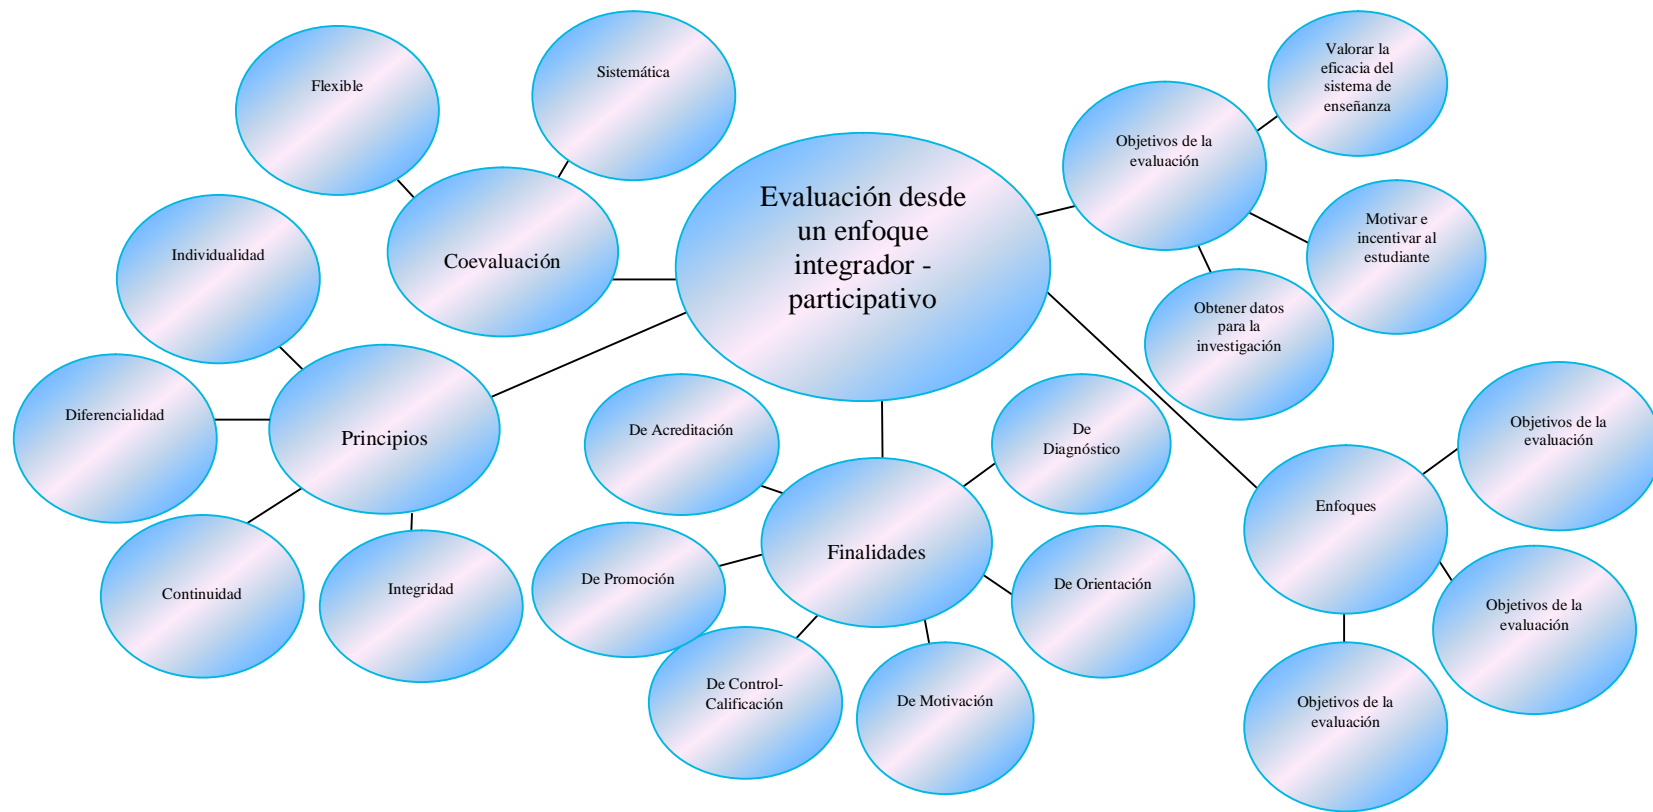 Flexible
Sistemática
Coevaluación
Evaluación desde
un enfoque
integrador -
participativo
Objetivos de la
evaluación
Valorar la
eficacia del
sistema de
enseñanza
Motivar e
incentivar al
estudiante
Obtener datos
para la
investigación
Individualidad
Diferencialidad
Principios
Continuidad
Integridad
De Acreditación
De
Diagnóstico
Finalidades
De Promoción
De Orientación
De Control-
Calificación
De Motivación
Enfoques
Objetivos de la
evaluación
Objetivos de la
evaluación
Objetivos de la
evaluación